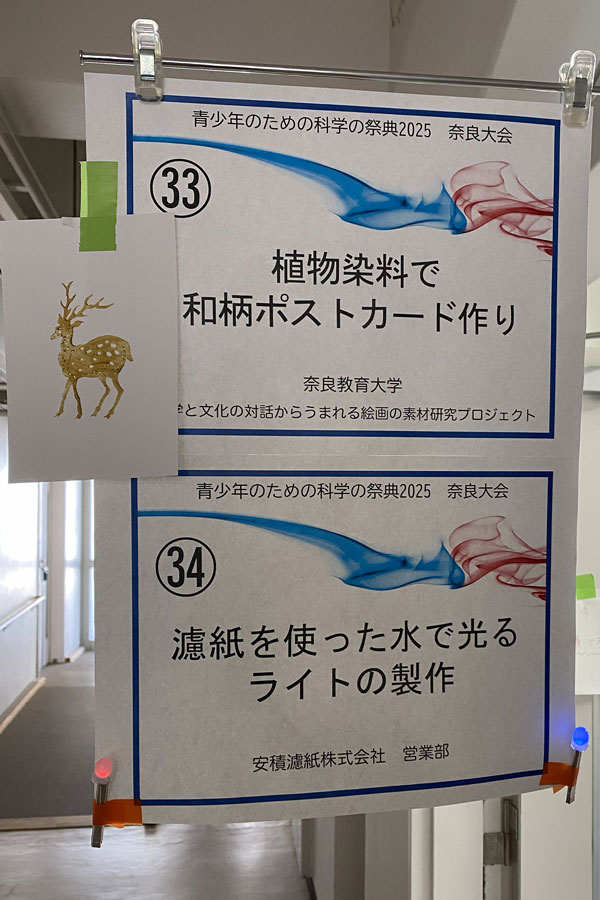 青少年のための科学の祭典2025 奈良大会
33
植物染料で
和柄ポストカード作り
奈良教育大学
学と文化の対話からうまれる絵画の素材研究プロジェクト
青少年のための科学の祭典2025 奈良大会
34
濾紙を使った水で光る
ライトの製作
安積濾紙株式会社 営業部